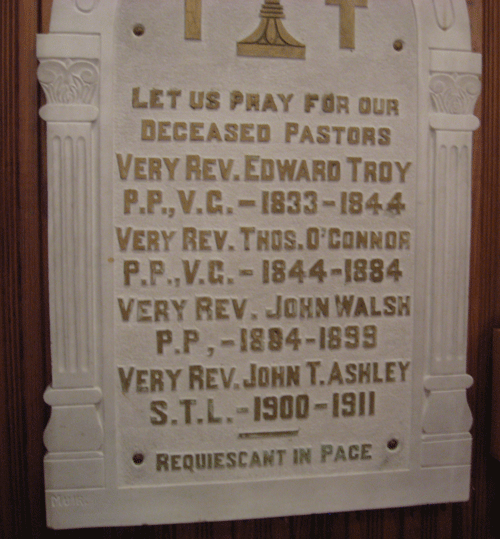 LET US PRAY FOR OUR
DECEASED PASTORS
VERY REV. EDWARD TROY
P.P., V.G. - 1833 - 1844
VERY REV. THOS. O'CONNOR
P.P., V.G. - 1844 - 1884
VERY REV. JOHN WALSH
P.P, - 1884 - 1899
VERY REV. JOHN T. ASHLEY
S.T.L. - 1900 - 1911
REQUIESCANT IN PACE